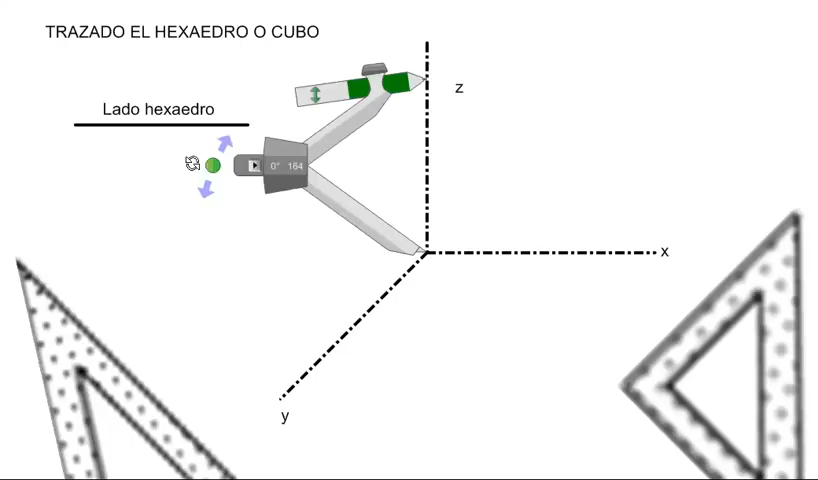 TRAZADO EL HEXAEDRO O CUBO
z
Lado hexaedro
0° 164
x
y